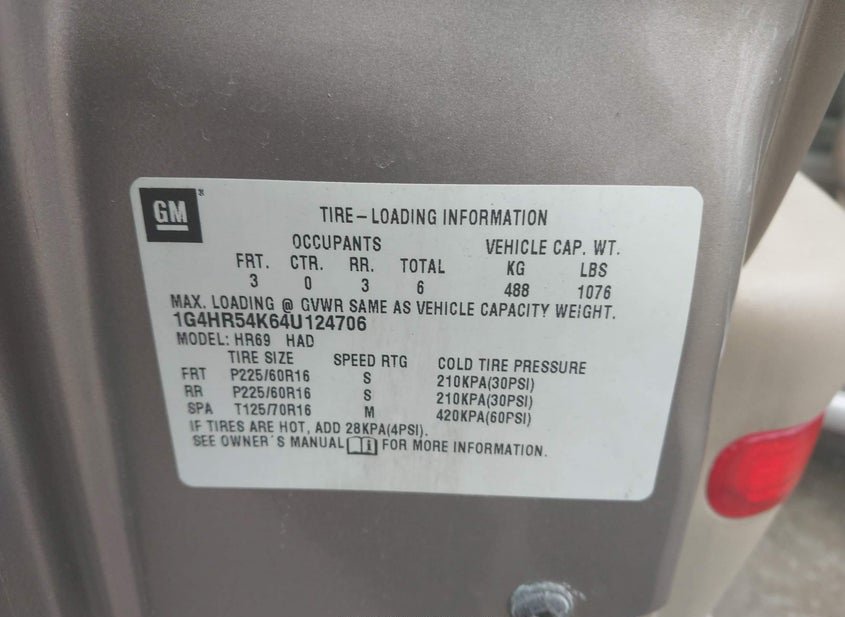 GM
TIRE-LOADING INFORMATION
OCCUPANTS VEHICLE CAP. WT.
FRT. CTR. RR. TOTAL KG LBS
3 0 3 6 488 1076
MAX. LOADING @ GVWR SAME AS VEHICLE CAPACITY WEIGHT.
1G4HR54K64U124706
MODEL: HR69 HAD
TIRE SIZE SPEED RTG COLD TIRE PRESSURE
FRT P225/60R16 S 210KPA(30PSI)
RR P225/60R16 S 210KPA(30PSI)
SPA T125/70R16 M 420KPA(60PSI)
IF TIRES ARE HOT, ADD 28KPA(4PSI).
SEE OWNER'S MANUAL FOR MORE INFORMATION.